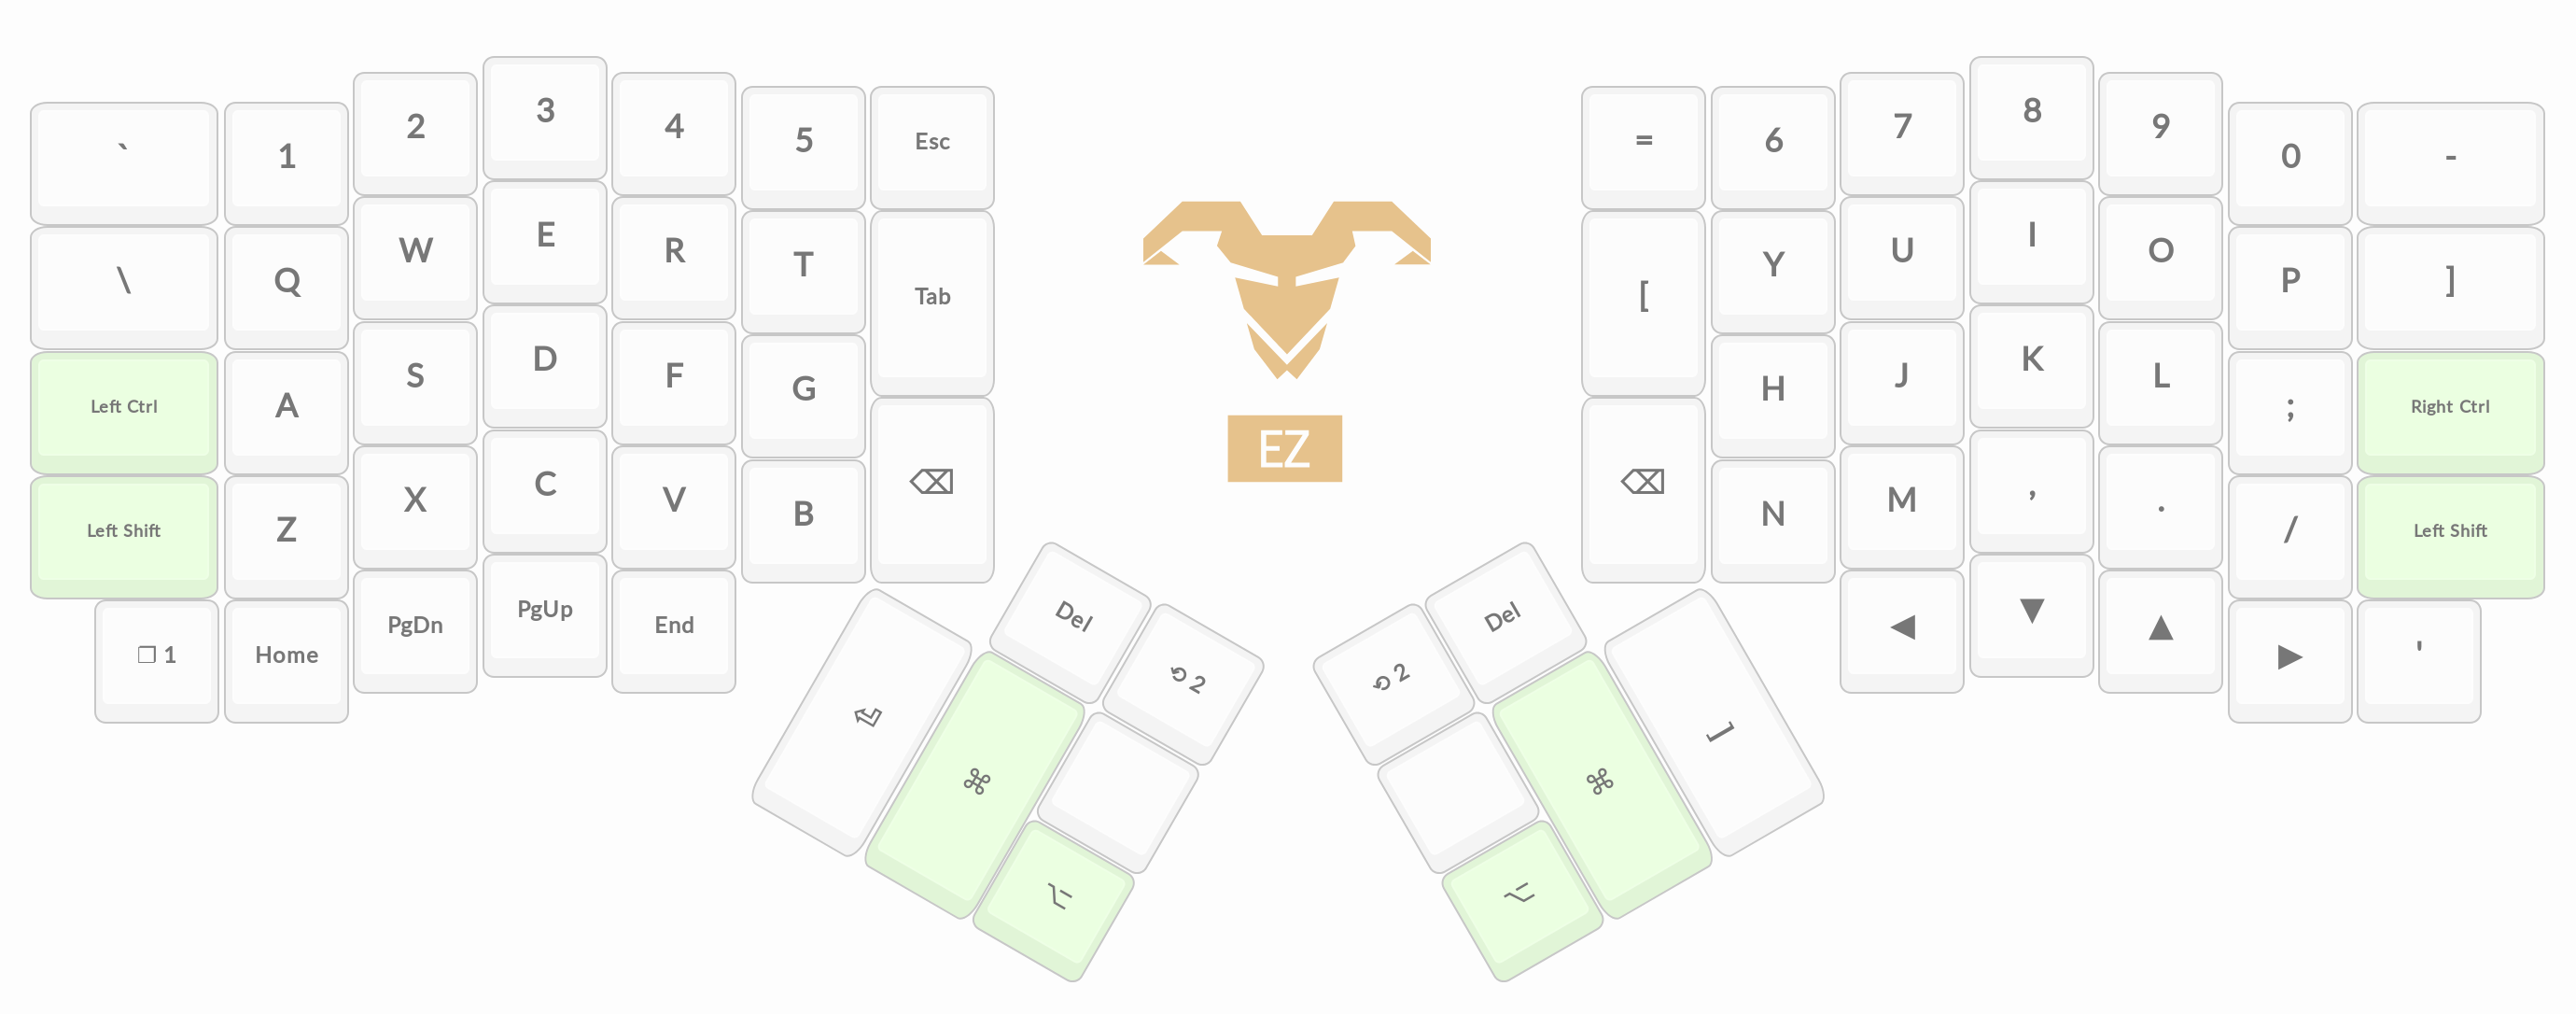 ` 1 2 3 4 5 Esc
= 6 7 8 9 0 -
\ Q W E R T Tab
[ Y U I O P ]
Left Ctrl A S D F G ⌫
⌫ H J K L ; Right Ctrl
Left Shift Z X C V B
N M , . / Left Shift
❐ 1 Home PgDn PgUp End
◀ ▼ ▲ ▶ '
Del ⟲ 2
⟲ 2 Del
⏎ ⌘ ⌥
⌥ ⌘ ⎵
EZ